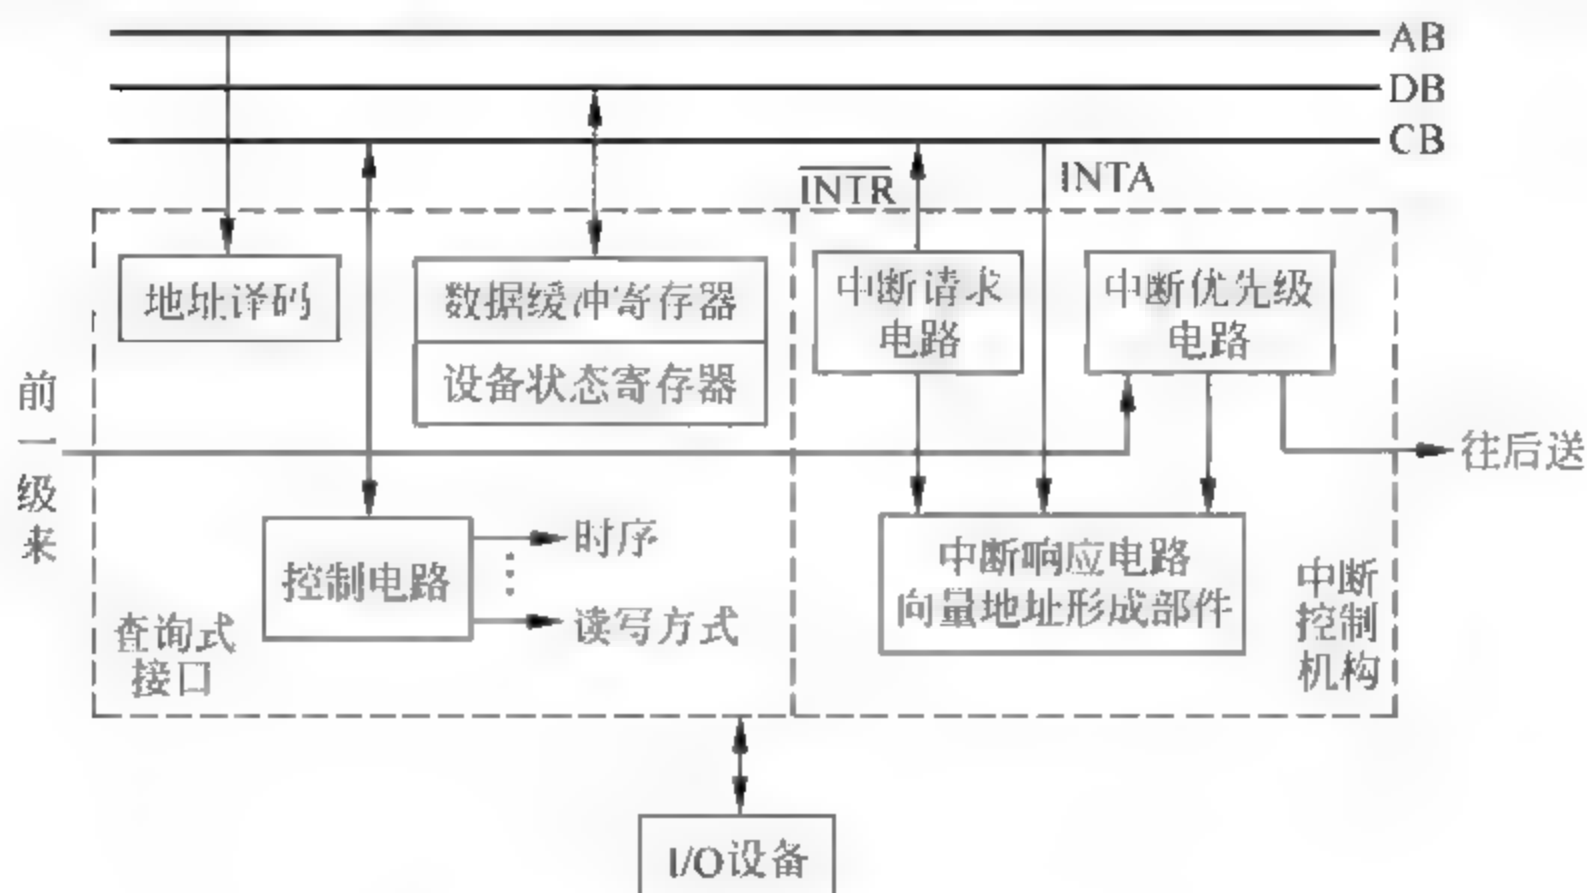 AB
DB
CB
INTR
INTA
地址译码
数据缓冲寄存器
设备状态寄存器
中断请求
电路
中断优先级
电路
前一级来
往后送
控制电路
时序
读写方式
中断响应电路
向量地址形成部件
查询式
接口
中断
控制
机构
I/O设备